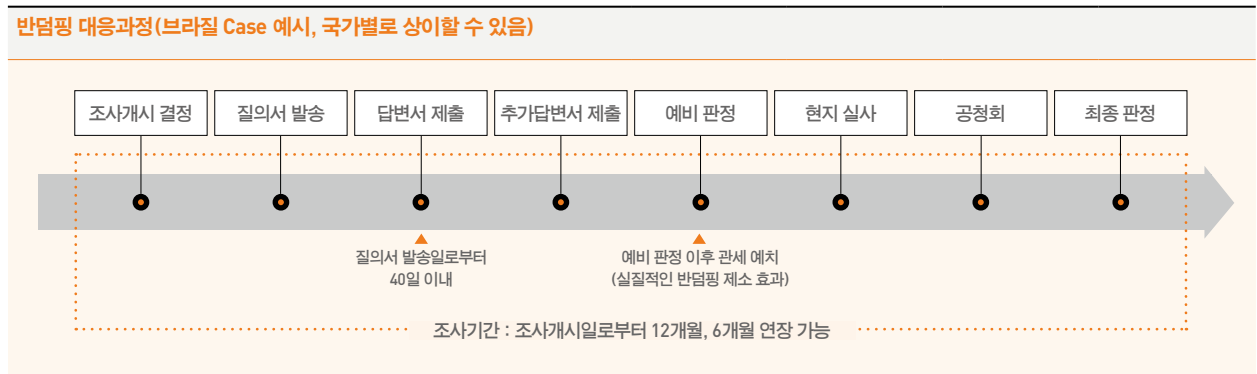 반덤핑 대응과정(브라질 Case 예시, 국가별로 상이할 수 있음)
조사개시 결정
질의서 발송
답변서 제출
추가답변서 제출
예비 판정
현지 실사
공청회
최종 판정
질의서 발송일로부터
40일 이내
예비 판정 이후 관세 예치
(실질적인 반덤핑 제소 효과)
조사기간 : 조사개시일로부터 12개월, 6개월 연장 가능